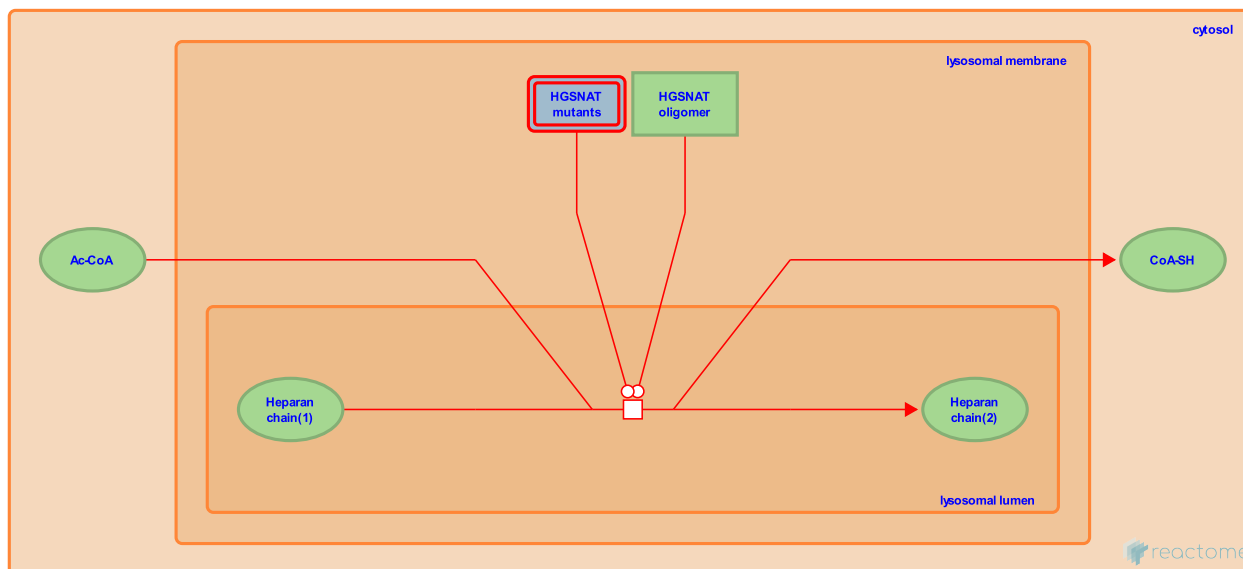 cytosol
lysosomal membrane
HGSNAT
mutants
HGSNAT
oligomer
Ac-CoA
CoA-SH
Heparan
chain(1)
Heparan
chain(2)
lysosomal lumen
reactome